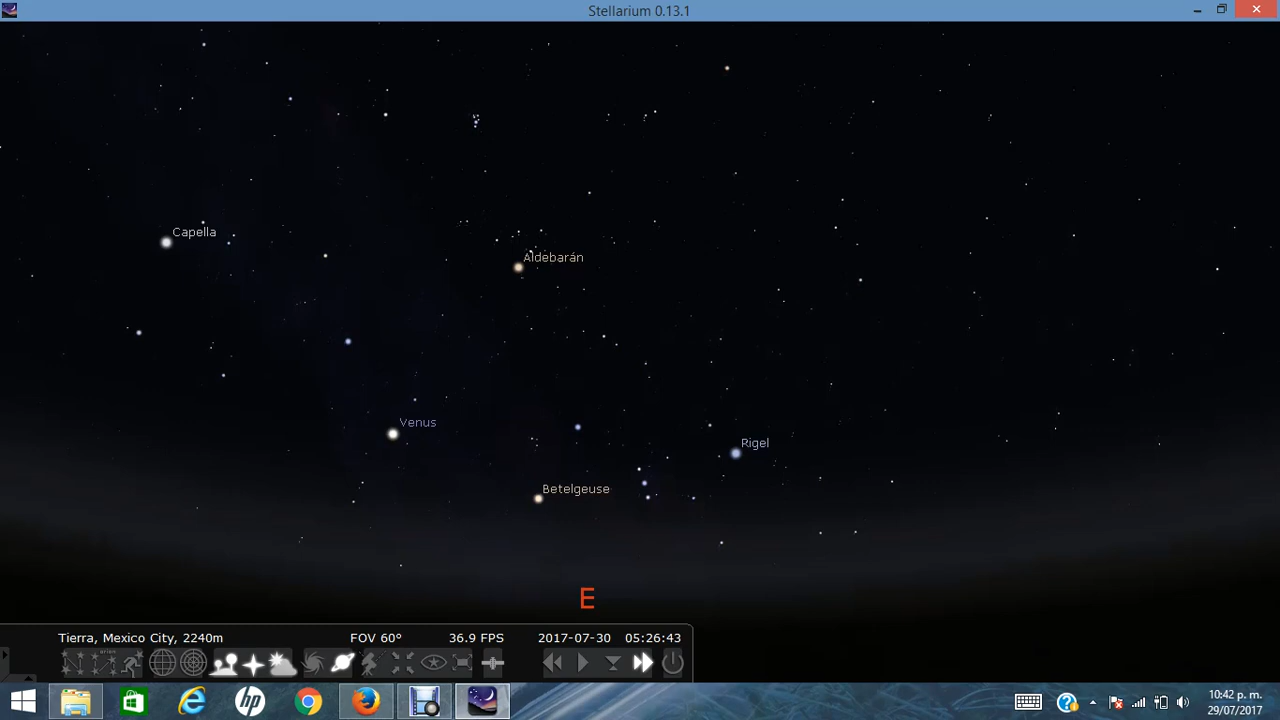 Stellarium 0.13.1
Capella
Aldebarán
Venus
Rigel
Betelgeuse
E
Tierra, Mexico City, 2240m FOV 60° 36.9 FPS 2017-07-30 05:26:43
10:42 p. m.
29/07/2017